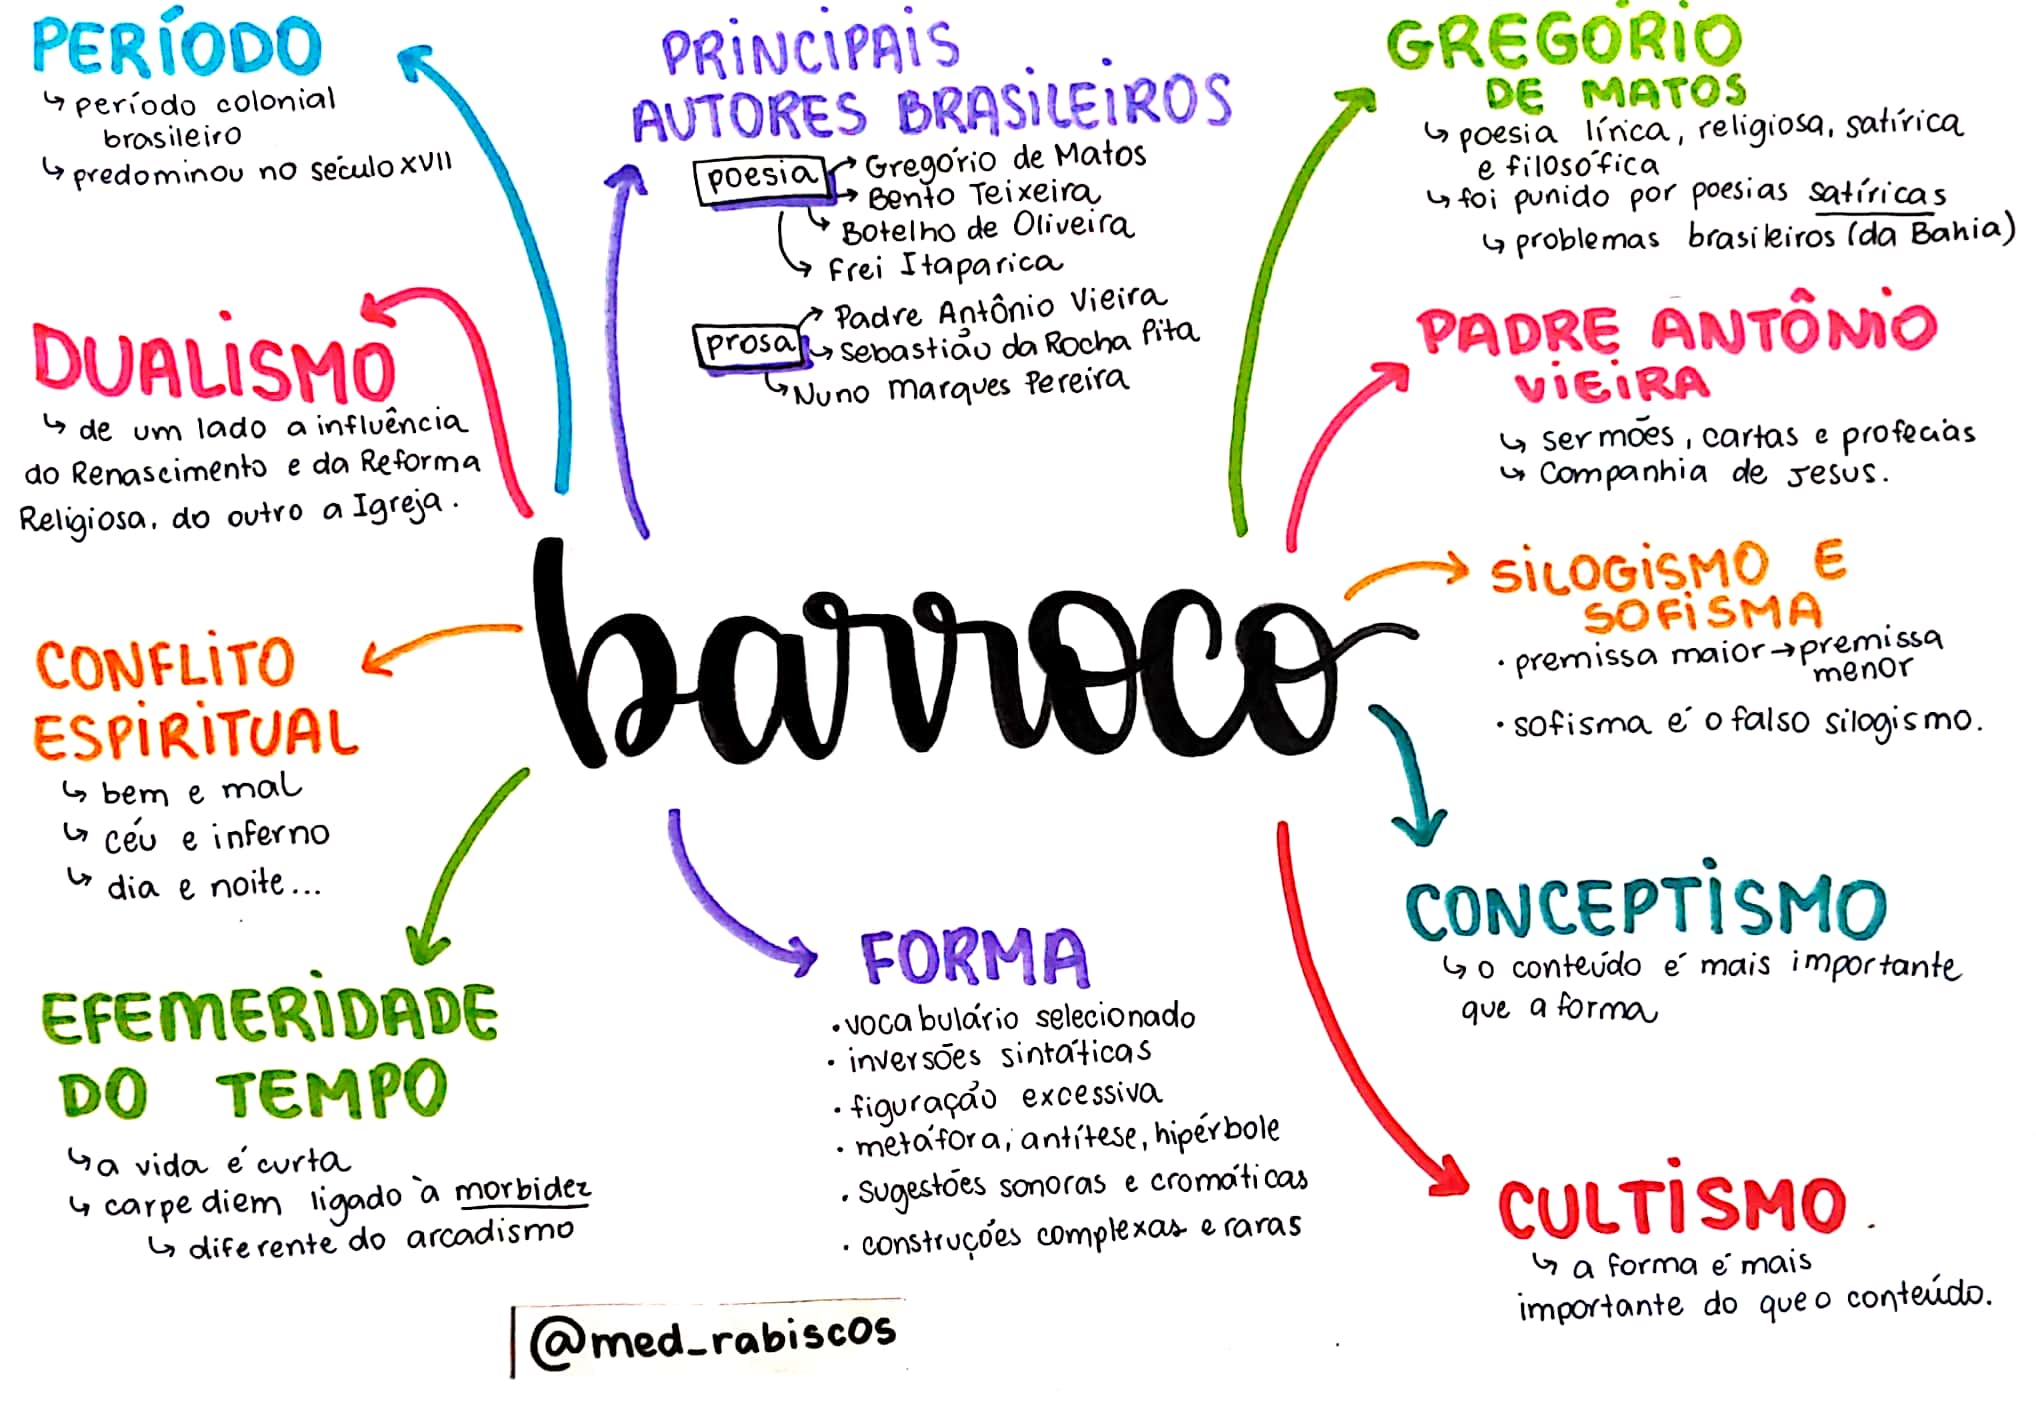 PERÍODO
↳ período colonial
brasileiro
↳ predominou no século XVII
DUALISMO
↳ de um lado a influência
do Renascimento e da Reforma
Religiosa, do outro a Igreja.
CONFLITO
ESPIRITUAL
↳ bem e mal
↳ céu e inferno
↳ dia e noite...
EFEMERIDADE
DO TEMPO
↳ a vida é curta
↳ carpe diem ligado à morbidez
↳ diferente do arcadismo
PRINCIPAIS
AUTORES BRASILEIROS
poesia → Gregório de Matos
→ Bento Teixeira
↳ Botelho de Oliveira
↳ Frei Itaparica
prosa → Padre Antônio Vieira
↳ Sebastião da Rocha Pita
↳ Nuno Marques Pereira
barroco
FORMA
• vocabulário selecionado
• inversões sintáticas
• figuração excessiva
• metáfora, antítese, hipérbole
• sugestões sonoras e cromáticas
• construções complexas e raras
@med_rabiscos
GREGÓRIO
DE MATOS
↳ poesia lírica, religiosa, satírica
e filosófica
↳ foi punido por poesias satíricas
↳ problemas brasileiros (da Bahia)
PADRE ANTÔNIO
VIEIRA
↳ sermões, cartas e profecias
↳ Companhia de Jesus.
SILOGISMO E
SOFISMA
• premissa maior → premissa
menor
• sofisma é o falso silogismo.
CONCEPTISMO
↳ o conteúdo é mais importante
que a forma
CULTISMO
↳ a forma é mais
importante do que o conteúdo.